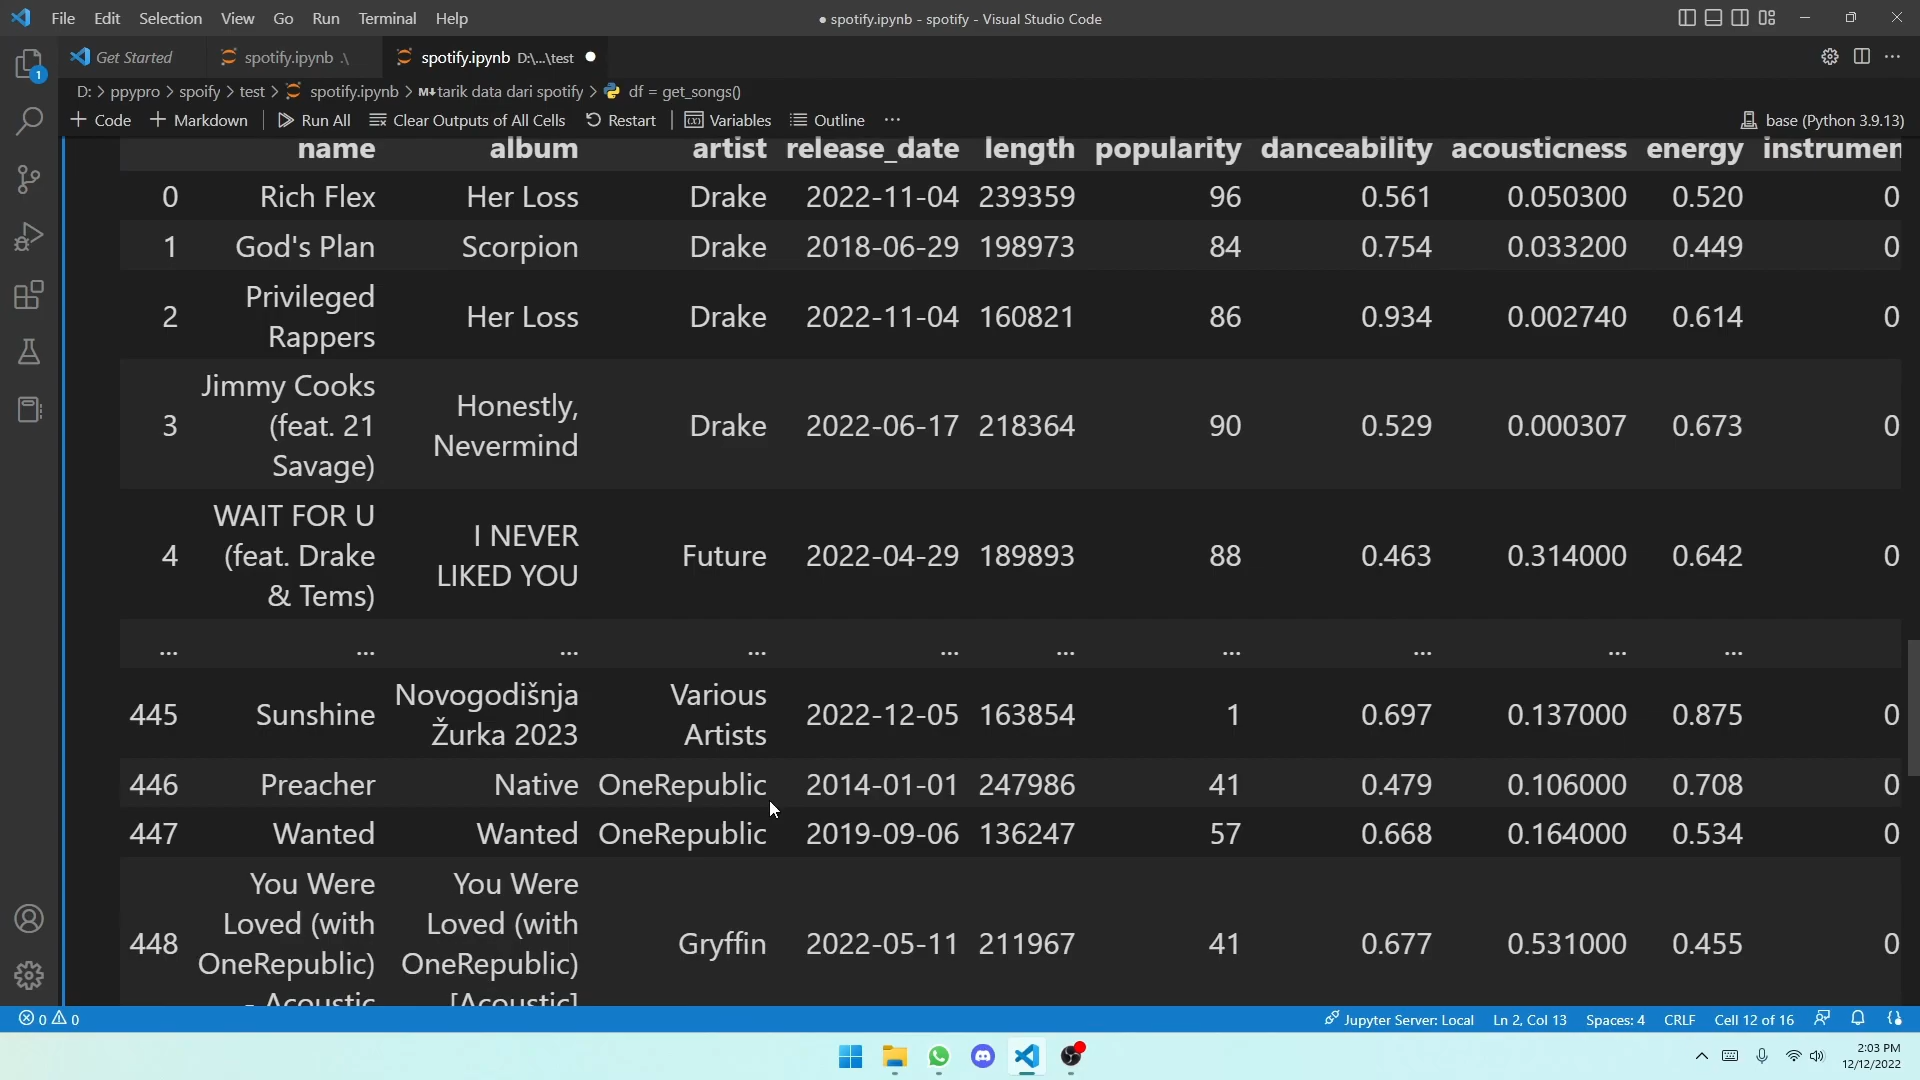 File Edit Selection View Go Run Terminal Help
● spotify.ipynb - spotify - Visual Studio Code
Get Started
spotify.ipynb .\
spotify.ipynb D:\...\test
1
D: > ppypro > spoify > test > spotify.ipynb > M↓tarik data dari spotify > df = get_songs()
+ Code + Markdown Run All Clear Outputs of All Cells Restart Variables Outline ...
base (Python 3.9.13)
name album artist release_date length popularity danceability acousticness energy
0 Rich Flex Her Loss Drake 2022-11-04 239359 96 0.561 0.050300 0.520 0
1 God's Plan Scorpion Drake 2018-06-29 198973 84 0.754 0.033200 0.449 0
Privileged
2 Her Loss Drake 2022-11-04 160821 86 0.934 0.002740 0.614 0
Rappers
Jimmy Cooks
Honestly,
3 (feat. 21 Drake 2022-06-17 218364 90 0.529 0.000307 0.673 0
Nevermind
Savage)
WAIT FOR U
I NEVER
4 (feat. Drake Future 2022-04-29 189893 88 0.463 0.314000 0.642 0
LIKED YOU
& Tems)
... ... ... ... ... ... ... ... ... ...
Novogodišnja Various
445 Sunshine 2022-12-05 163854 1 0.697 0.137000 0.875 0
Žurka 2023 Artists
446 Preacher Native OneRepublic 2014-01-01 247986 41 0.479 0.106000 0.708 0
447 Wanted Wanted OneRepublic 2019-09-06 136247 57 0.668 0.164000 0.534 0
You Were You Were
Loved (with Loved (with
448 Gryffin 2022-05-11 211967 41 0.677 0.531000 0.455 0
OneRepublic) OneRepublic)
- Acoustic [Acoustic]
0 0
Jupyter Server: Local Ln 2, Col 13 Spaces: 4 CRLF Cell 12 of 16
2:03 PM
12/12/2022